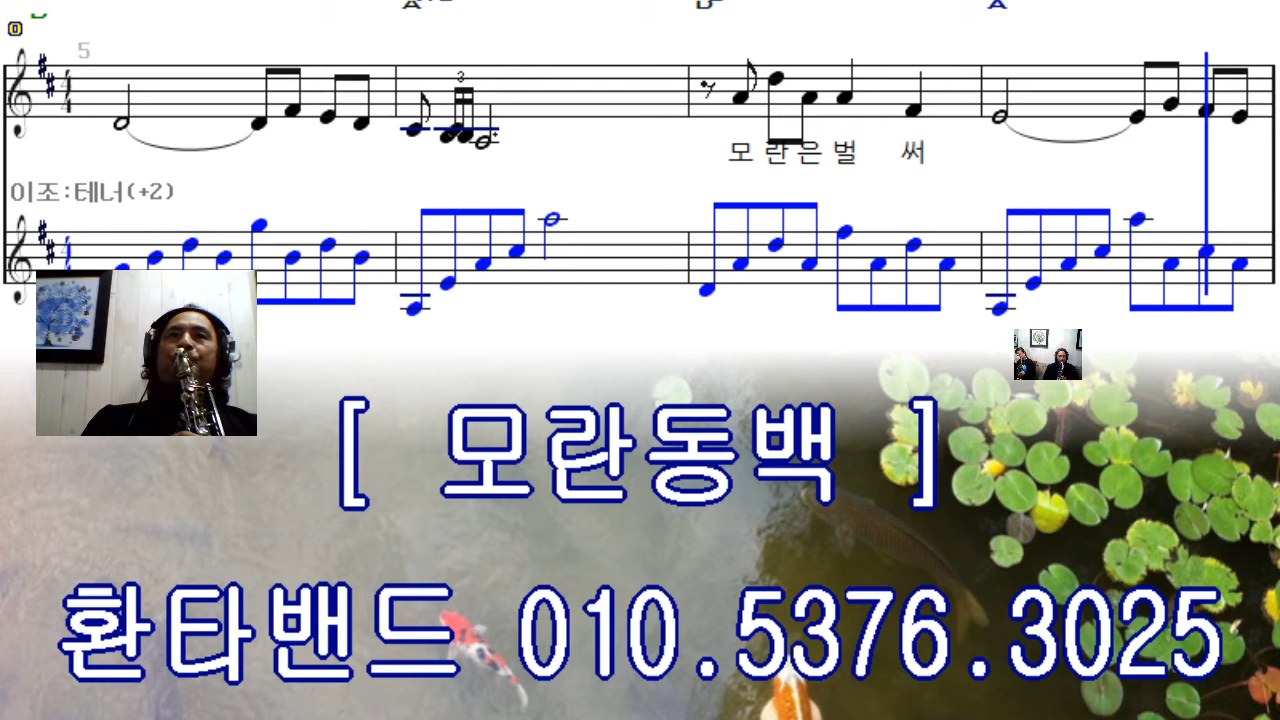 5
3
모 란 은 벌 써
이조:테너(+2)
[ 모란동백 ]
환타밴드 010.5376.3025